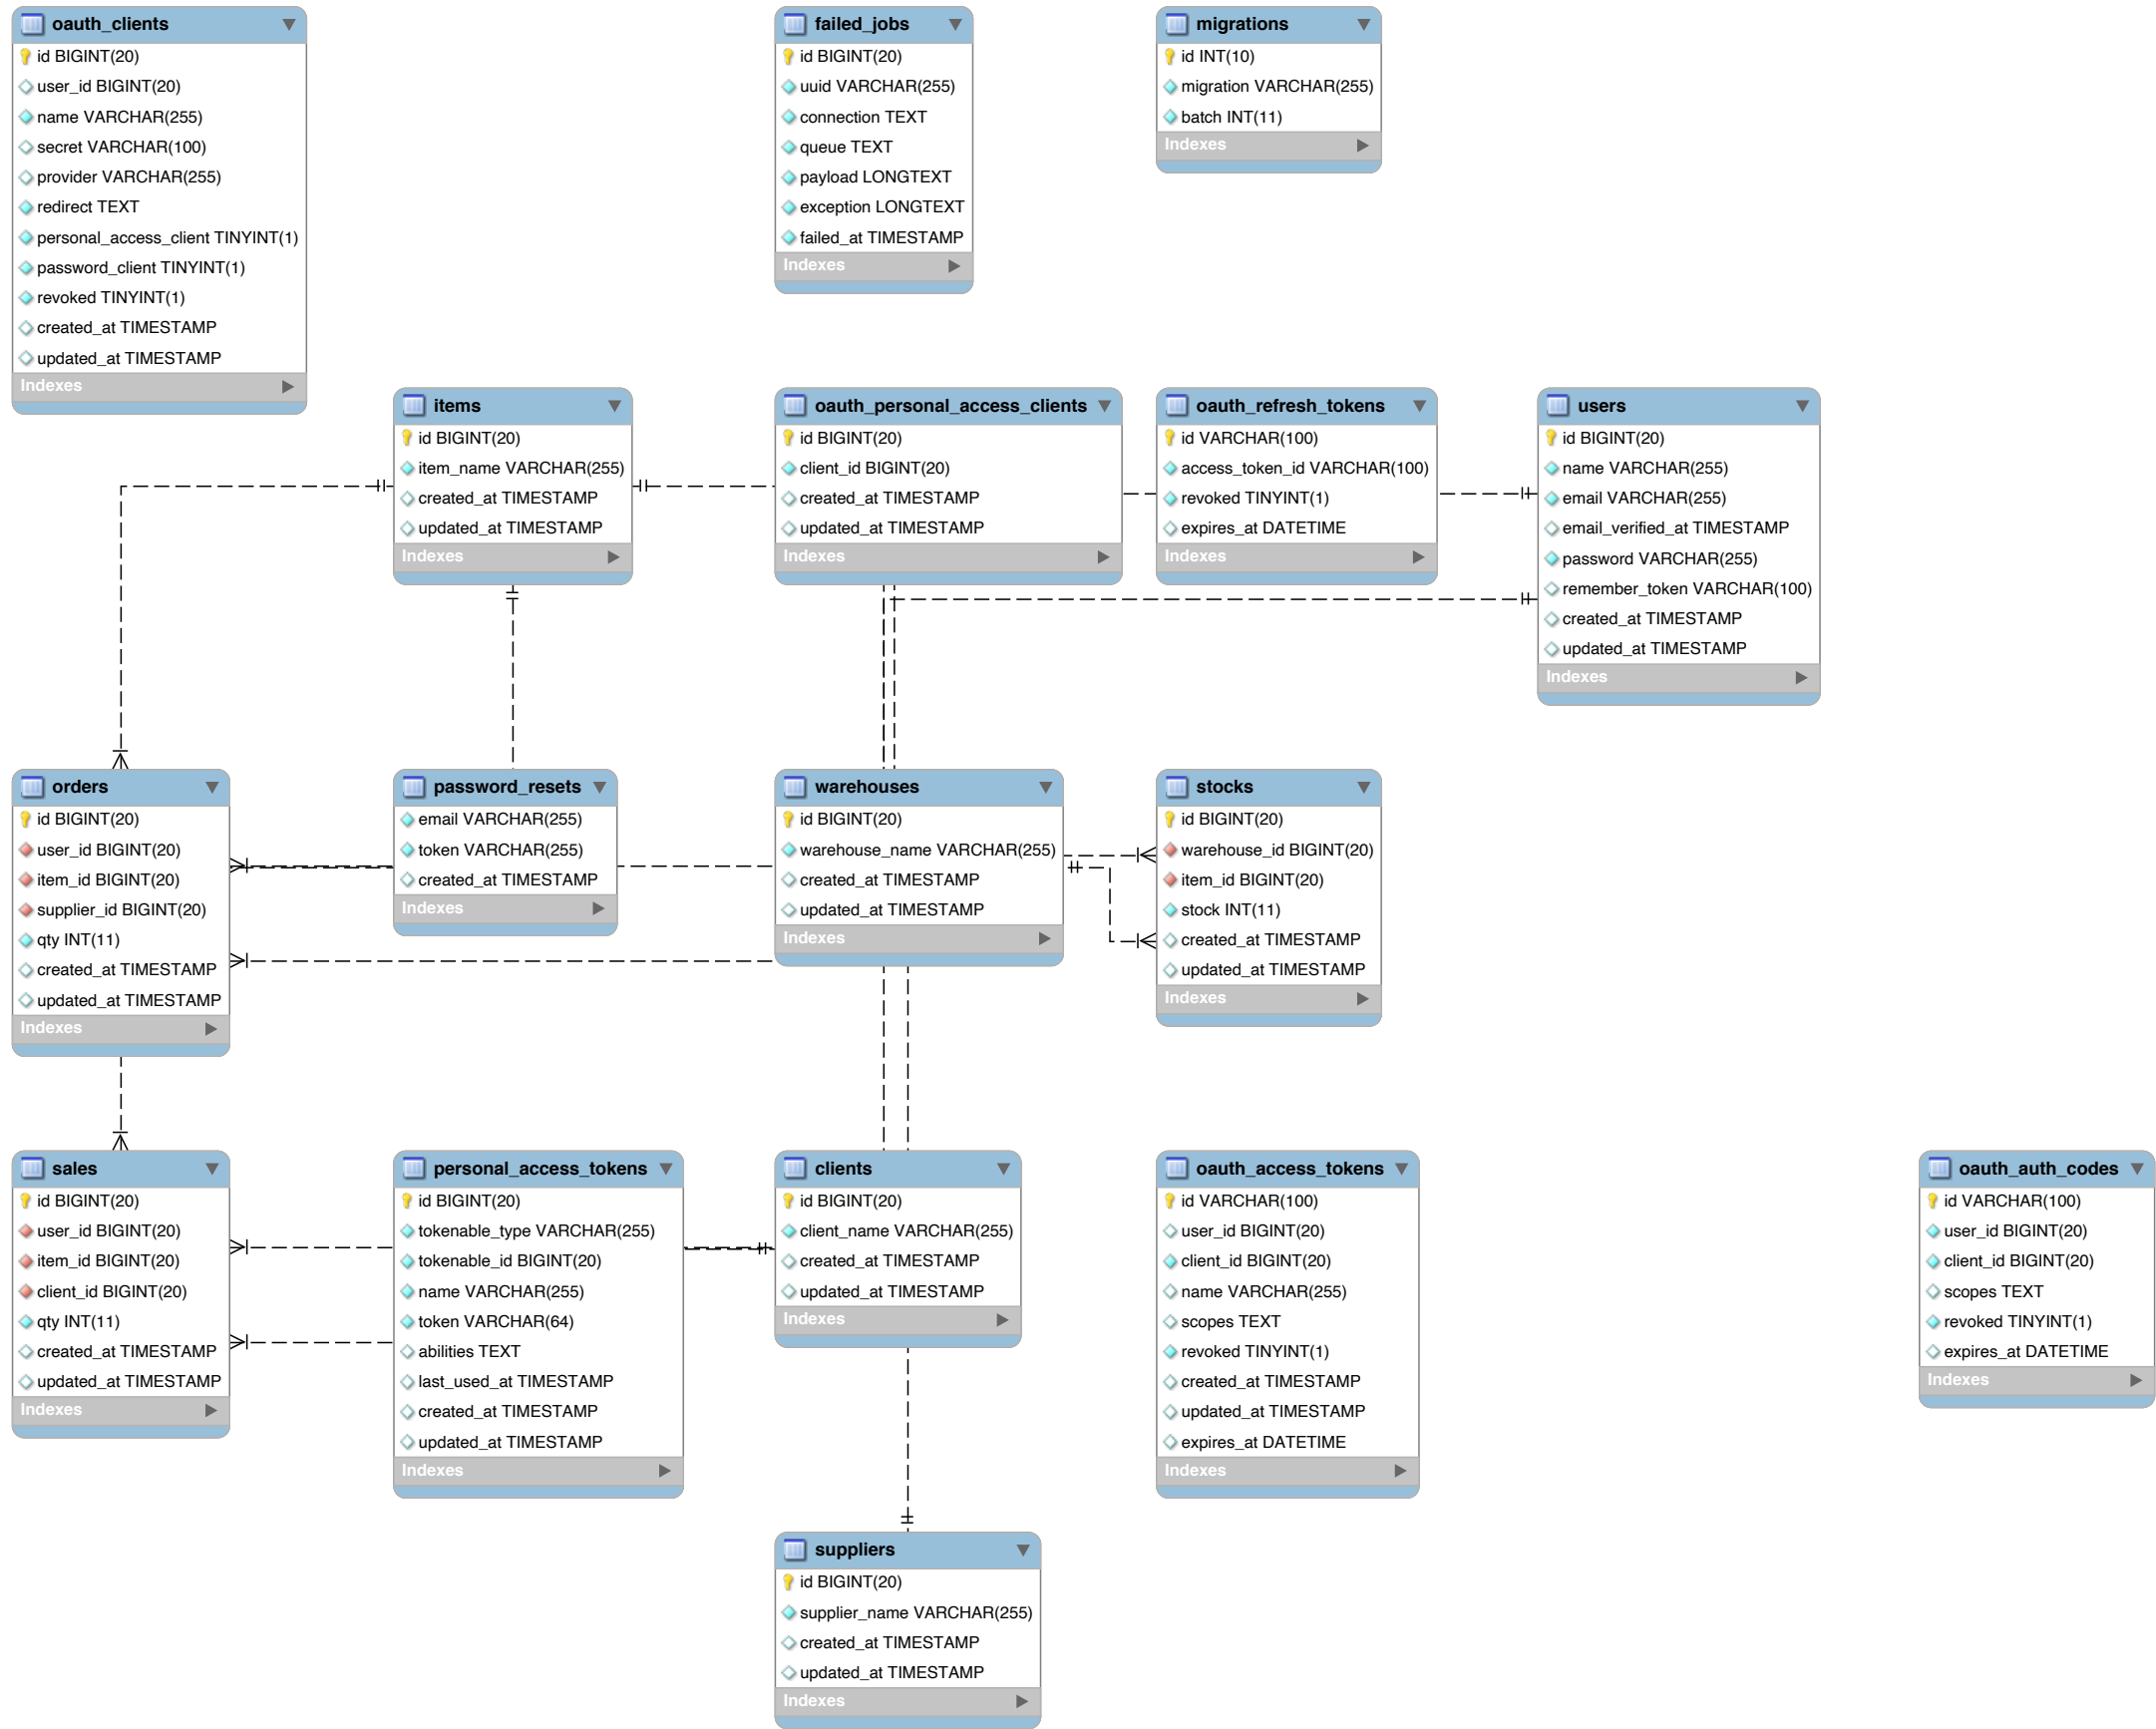 oauth_clients
id BIGINT(20)
user_id BIGINT(20)
name VARCHAR(255)
secret VARCHAR(100)
provider VARCHAR(255)
redirect TEXT
personal_access_client TINYINT(1)
password_client TINYINT(1)
revoked TINYINT(1)
created_at TIMESTAMP
updated_at TIMESTAMP
Indexes
failed_jobs
id BIGINT(20)
uuid VARCHAR(255)
connection TEXT
queue TEXT
payload LONGTEXT
exception LONGTEXT
failed_at TIMESTAMP
Indexes
migrations
id INT(10)
migration VARCHAR(255)
batch INT(11)
Indexes
items
id BIGINT(20)
item_name VARCHAR(255)
created_at TIMESTAMP
updated_at TIMESTAMP
Indexes
oauth_personal_access_clients
id BIGINT(20)
client_id BIGINT(20)
created_at TIMESTAMP
updated_at TIMESTAMP
Indexes
oauth_refresh_tokens
id VARCHAR(100)
access_token_id VARCHAR(100)
revoked TINYINT(1)
expires_at DATETIME
Indexes
users
id BIGINT(20)
name VARCHAR(255)
email VARCHAR(255)
email_verified_at TIMESTAMP
password VARCHAR(255)
remember_token VARCHAR(100)
created_at TIMESTAMP
updated_at TIMESTAMP
Indexes
orders
id BIGINT(20)
user_id BIGINT(20)
item_id BIGINT(20)
supplier_id BIGINT(20)
qty INT(11)
created_at TIMESTAMP
updated_at TIMESTAMP
Indexes
password_resets
email VARCHAR(255)
token VARCHAR(255)
created_at TIMESTAMP
Indexes
warehouses
id BIGINT(20)
warehouse_name VARCHAR(255)
created_at TIMESTAMP
updated_at TIMESTAMP
Indexes
stocks
id BIGINT(20)
warehouse_id BIGINT(20)
item_id BIGINT(20)
stock INT(11)
created_at TIMESTAMP
updated_at TIMESTAMP
Indexes
sales
id BIGINT(20)
user_id BIGINT(20)
item_id BIGINT(20)
client_id BIGINT(20)
qty INT(11)
created_at TIMESTAMP
updated_at TIMESTAMP
Indexes
personal_access_tokens
id BIGINT(20)
tokenable_type VARCHAR(255)
tokenable_id BIGINT(20)
name VARCHAR(255)
token VARCHAR(64)
abilities TEXT
last_used_at TIMESTAMP
created_at TIMESTAMP
updated_at TIMESTAMP
Indexes
clients
id BIGINT(20)
client_name VARCHAR(255)
created_at TIMESTAMP
updated_at TIMESTAMP
Indexes
oauth_access_tokens
id VARCHAR(100)
user_id BIGINT(20)
client_id BIGINT(20)
name VARCHAR(255)
scopes TEXT
revoked TINYINT(1)
created_at TIMESTAMP
updated_at TIMESTAMP
expires_at DATETIME
Indexes
oauth_auth_codes
id VARCHAR(100)
user_id BIGINT(20)
client_id BIGINT(20)
scopes TEXT
revoked TINYINT(1)
expires_at DATETIME
Indexes
suppliers
id BIGINT(20)
supplier_name VARCHAR(255)
created_at TIMESTAMP
updated_at TIMESTAMP
Indexes